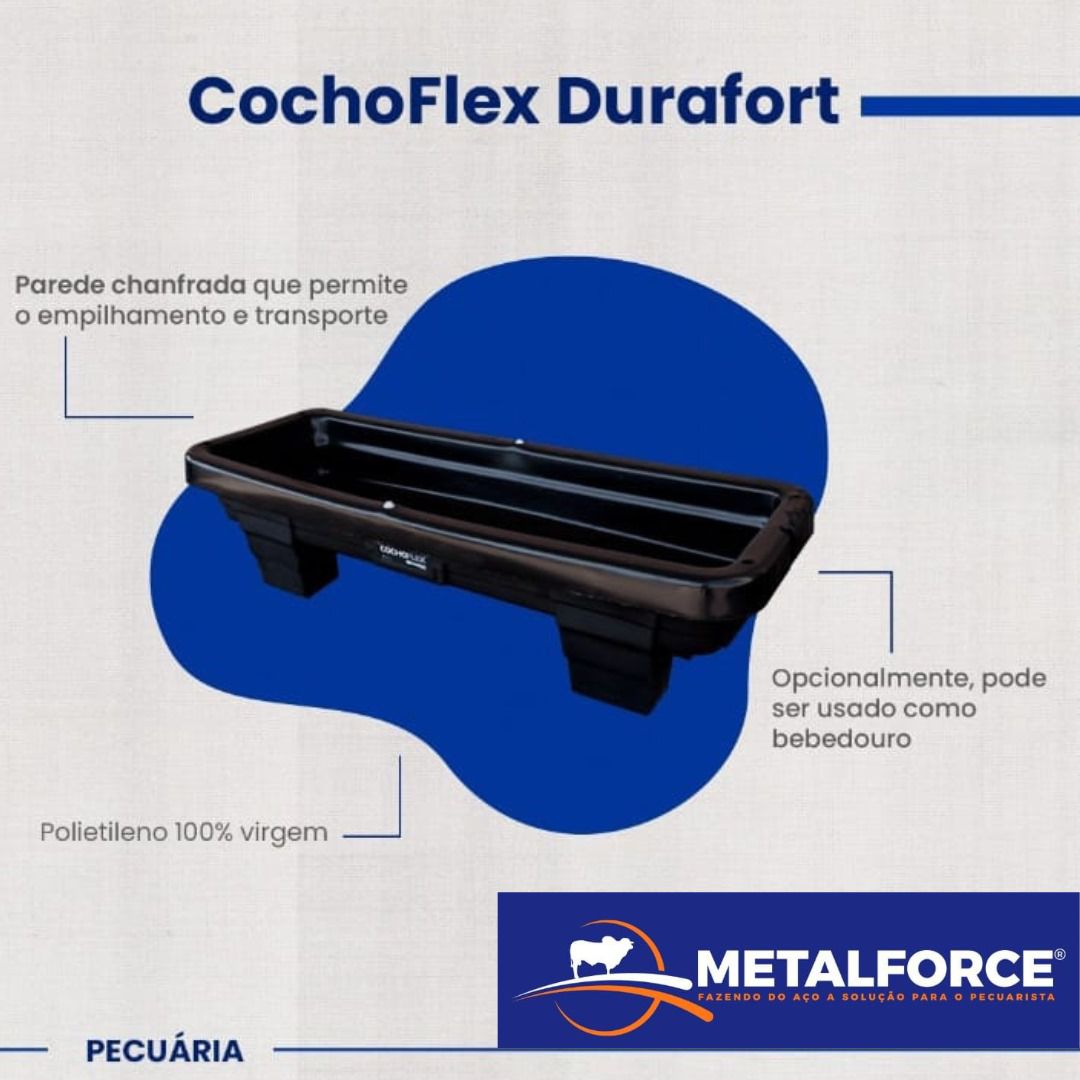 CochoFlex Durafort
Parede chanfrada que permite
o empilhamento e transporte
COCHOFLEX
Opcionalmente, pode
ser usado como
bebedouro
Polietileno 100% virgem
METALFORCE®
FAZENDO DO AÇO A SOLUÇÃO PARA O PECUARISTA
PECUÁRIA